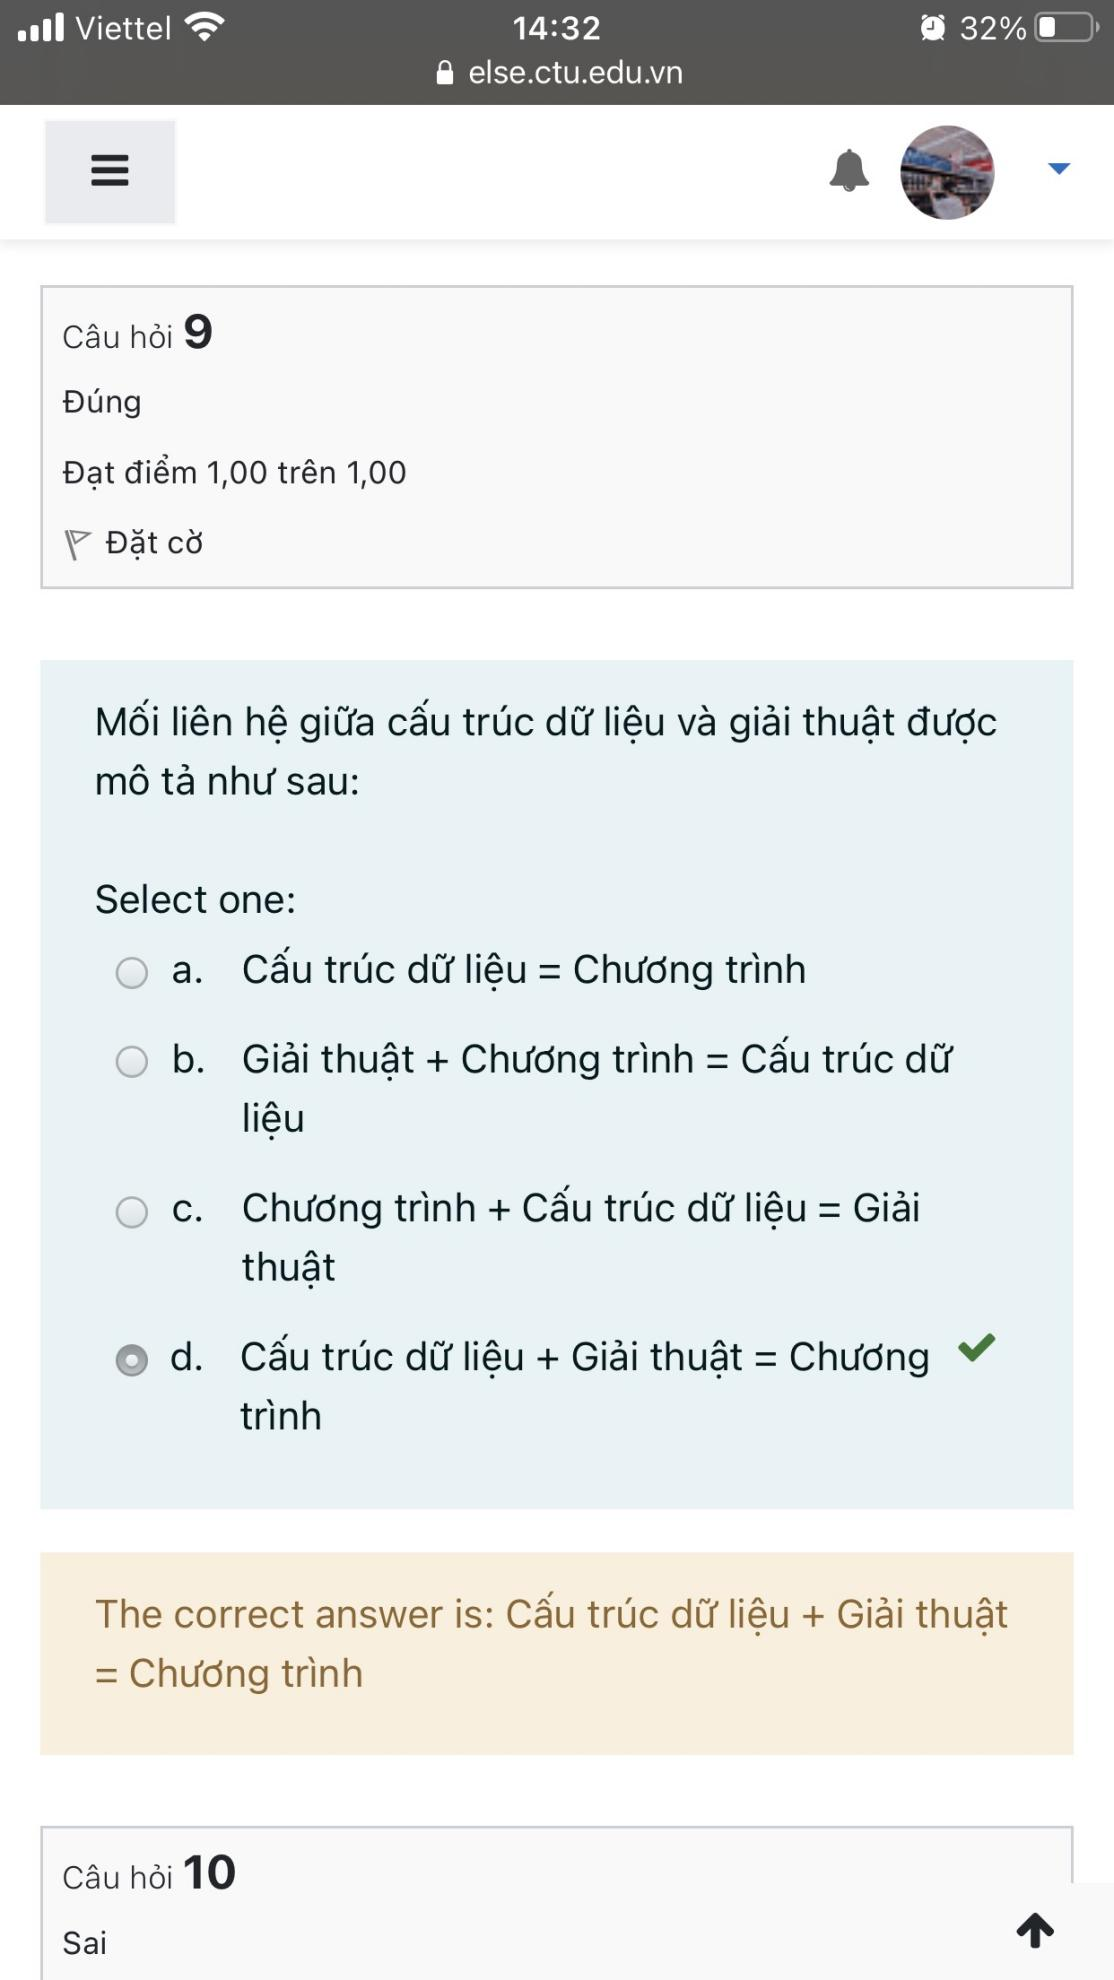 Viettel 14:32 32%
else.ctu.edu.vn
Câu hỏi 9
Đúng
Đạt điểm 1,00 trên 1,00
Đặt cờ
Mối liên hệ giữa cấu trúc dữ liệu và giải thuật được
mô tả như sau:
Select one:
a. Cấu trúc dữ liệu = Chương trình
b. Giải thuật + Chương trình = Cấu trúc dữ
liệu
c. Chương trình + Cấu trúc dữ liệu = Giải
thuật
d. Cấu trúc dữ liệu + Giải thuật = Chương
trình
The correct answer is: Cấu trúc dữ liệu + Giải thuật
= Chương trình
Câu hỏi 10
Sai